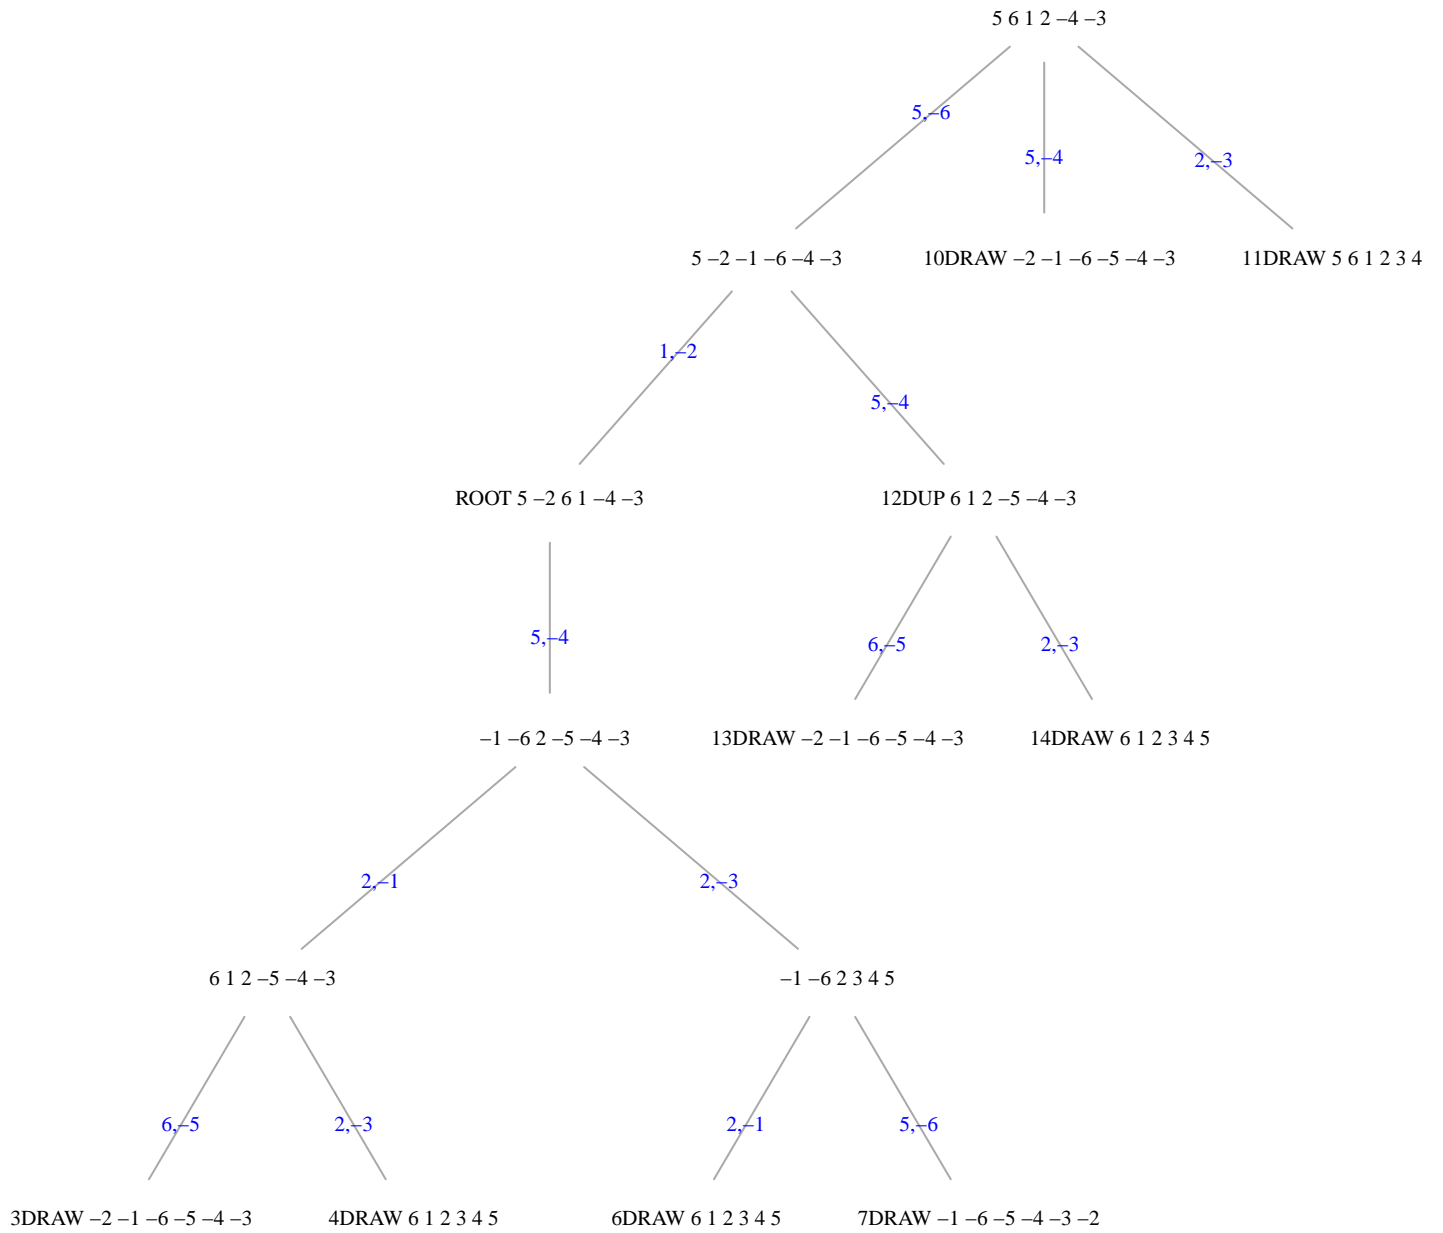 5 6 1 2 –4 –3
5,–6
5,–4
2,–3
5 –2 –1 –6 –4 –3
10DRAW –2 –1 –6 –5 –4 –3
11DRAW 5 6 1 2 3 4
1,–2
5,–4
ROOT 5 –2 6 1 –4 –3
12DUP 6 1 2 –5 –4 –3
5,–4
6,–5
2,–3
–1 –6 2 –5 –4 –3
13DRAW –2 –1 –6 –5 –4 –3
14DRAW 6 1 2 3 4 5
2,–1
2,–3
6 1 2 –5 –4 –3
–1 –6 2 3 4 5
6,–5
2,–3
2,–1
5,–6
3DRAW –2 –1 –6 –5 –4 –3
4DRAW 6 1 2 3 4 5
6DRAW 6 1 2 3 4 5
7DRAW –1 –6 –5 –4 –3 –2